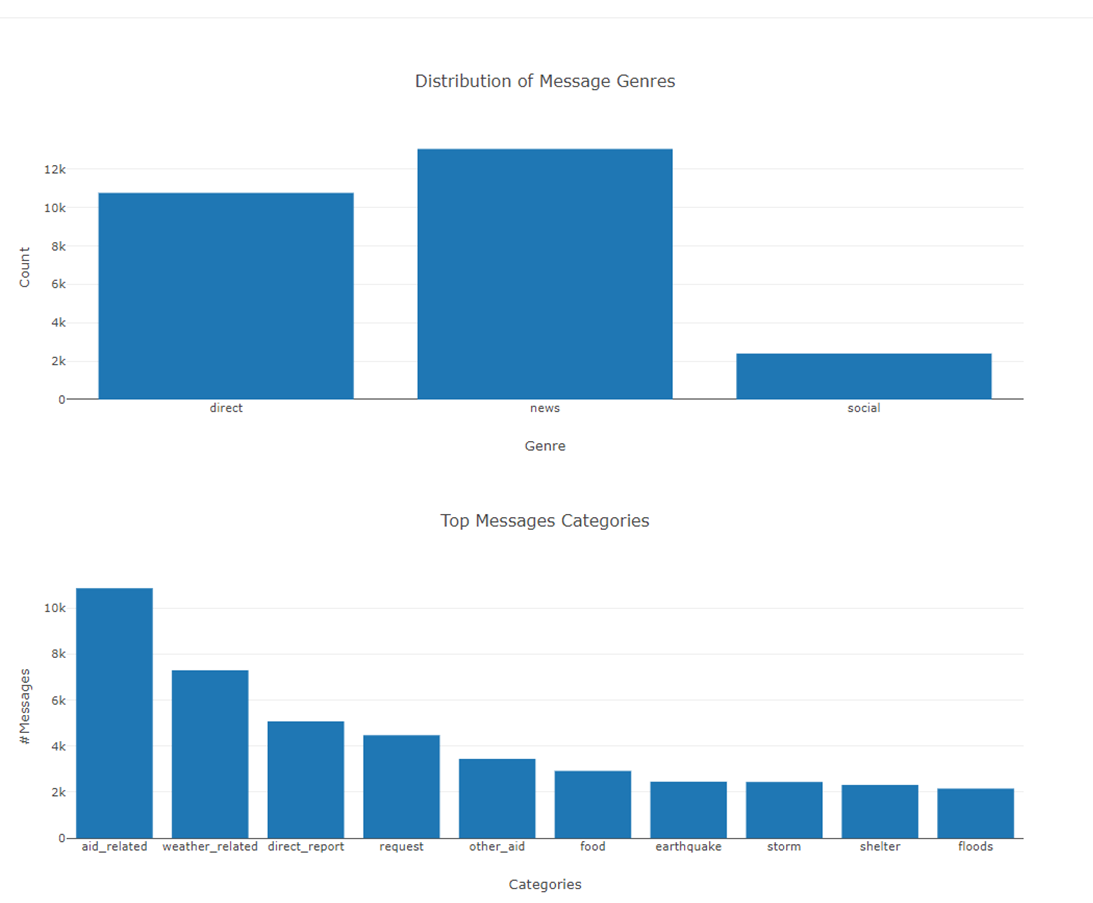 Distribution of Message Genres
12k
10k
8k
6k
4k
2k
0
Count
direct news social
Genre
Top Messages Categories
10k
8k
6k
4k
2k
0
#Messages
aid_related weather_related direct_report request other_aid food earthquake storm shelter floods
Categories